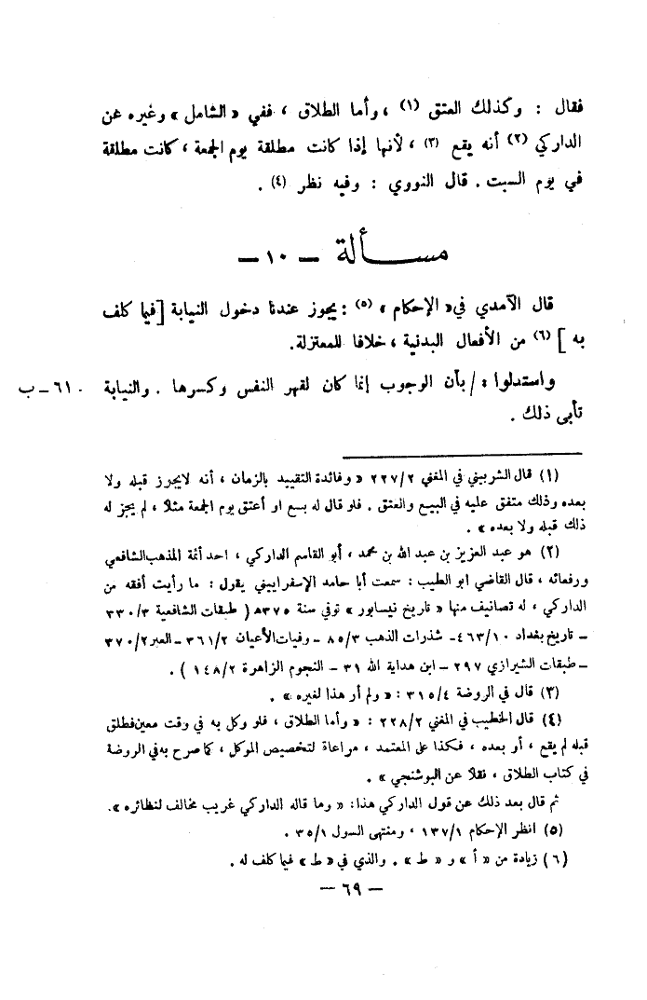 فقال : وكذلك العتق (١) ، وأما الطلاق ، ففي « الشامل » وغيره عن
الداركي (٢) أنه يقع (٣) ، لأنها إذا كانت مطلقة يوم الجمعة ، كانت مطلقة
في يوم السبت . قال النووي : وفيه نظر (٤) .
مسألة – ١٠ –
قال الآمدي في « الإحكام » (٥) : يجوز عندنا دخول النيابة [ فيما كلف
به ] (٦) من الأفعال البدنية ، خلافا للمعتزلة .
واستدلوا : / بأن الوجوب إنما كان لقهر النفس وكسرها . والنيابة ٦١٠ – ب
تأبى ذلك .
(١) قال الشربيني في المغني ٢٢٧/٢ « وفائدة التقييد بالزمان ، أنه لايجرز قبله ولا
بعده وذلك متفق عليه في البيع والعتق . فلو قال له بسع او أعتق يوم الجمعة مثلا ، لم يجز له
ذلك قبله ولا بعده » .
(٢) هو عبد العزيز بن عبد الله بن محمد ، أبو القاسم الداركي ، احد أئمة المذهب الشافعي
ورفعائه ، قال القاضي ابو الطيب : سمعت أبا حامد الإسفراييني يقول : ما رأيت أفقه من
الداركي ، له تصانيف منها « تاريخ نيسابور » توفي سنة ٣٧٥ ه ( طبقات الشافعية ٣٣٠/٣
– تاريخ بغداد ٤٦٣/١٠ – شذرات الذهب ٨٥/٣ – وفيات الأعيان ٣٦١/٢ – العبر ٣٧٠/٢
– طبقات الشيرازي ٢٩٧ – ابن هداية الله ٣١ – النجوم الزاهرة ١٤٨/٢ ) .
(٣) قال في الروضة ٣١٥/٤ : « ولم أر هذا لغيره » .
(٤) قال الخطيب في المغني ٢٢٨/٢ : « وأما الطلاق ، فلو وكل به في وقت معين فطلق
قبله لم يقع ، أو بعده ، فكذا على المعتمد ، مراعاة لتخصيص الموكل ، كما صرح به في الروضة
في كتاب الطلاق ، نقلا عن البوشنجي » .
ثم قال بعد ذلك عن قول الداركي هذا : « وما قاله الداركي غريب مخالف لنظائره » .
(٥) انظر الإحكام ١٣٧/١ ، ومنتهى السول ٣٥/١ .
(٦) زيادة من « أ » و « ط » . والذي في « ط » فيما كلف له .
– ٦٩ –